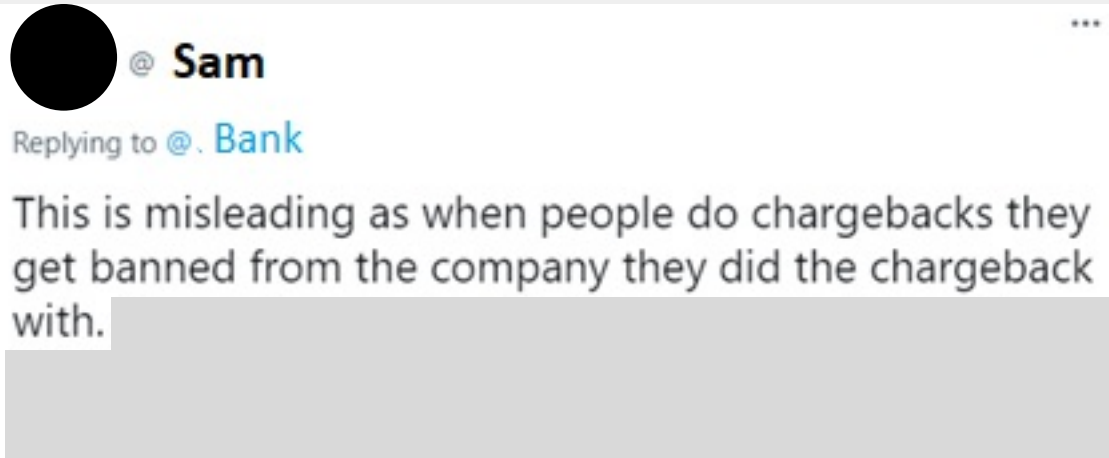 @ Sam
Replying to @. Bank
This is misleading as when people do chargebacks they
get banned from the company they did the chargeback
with.